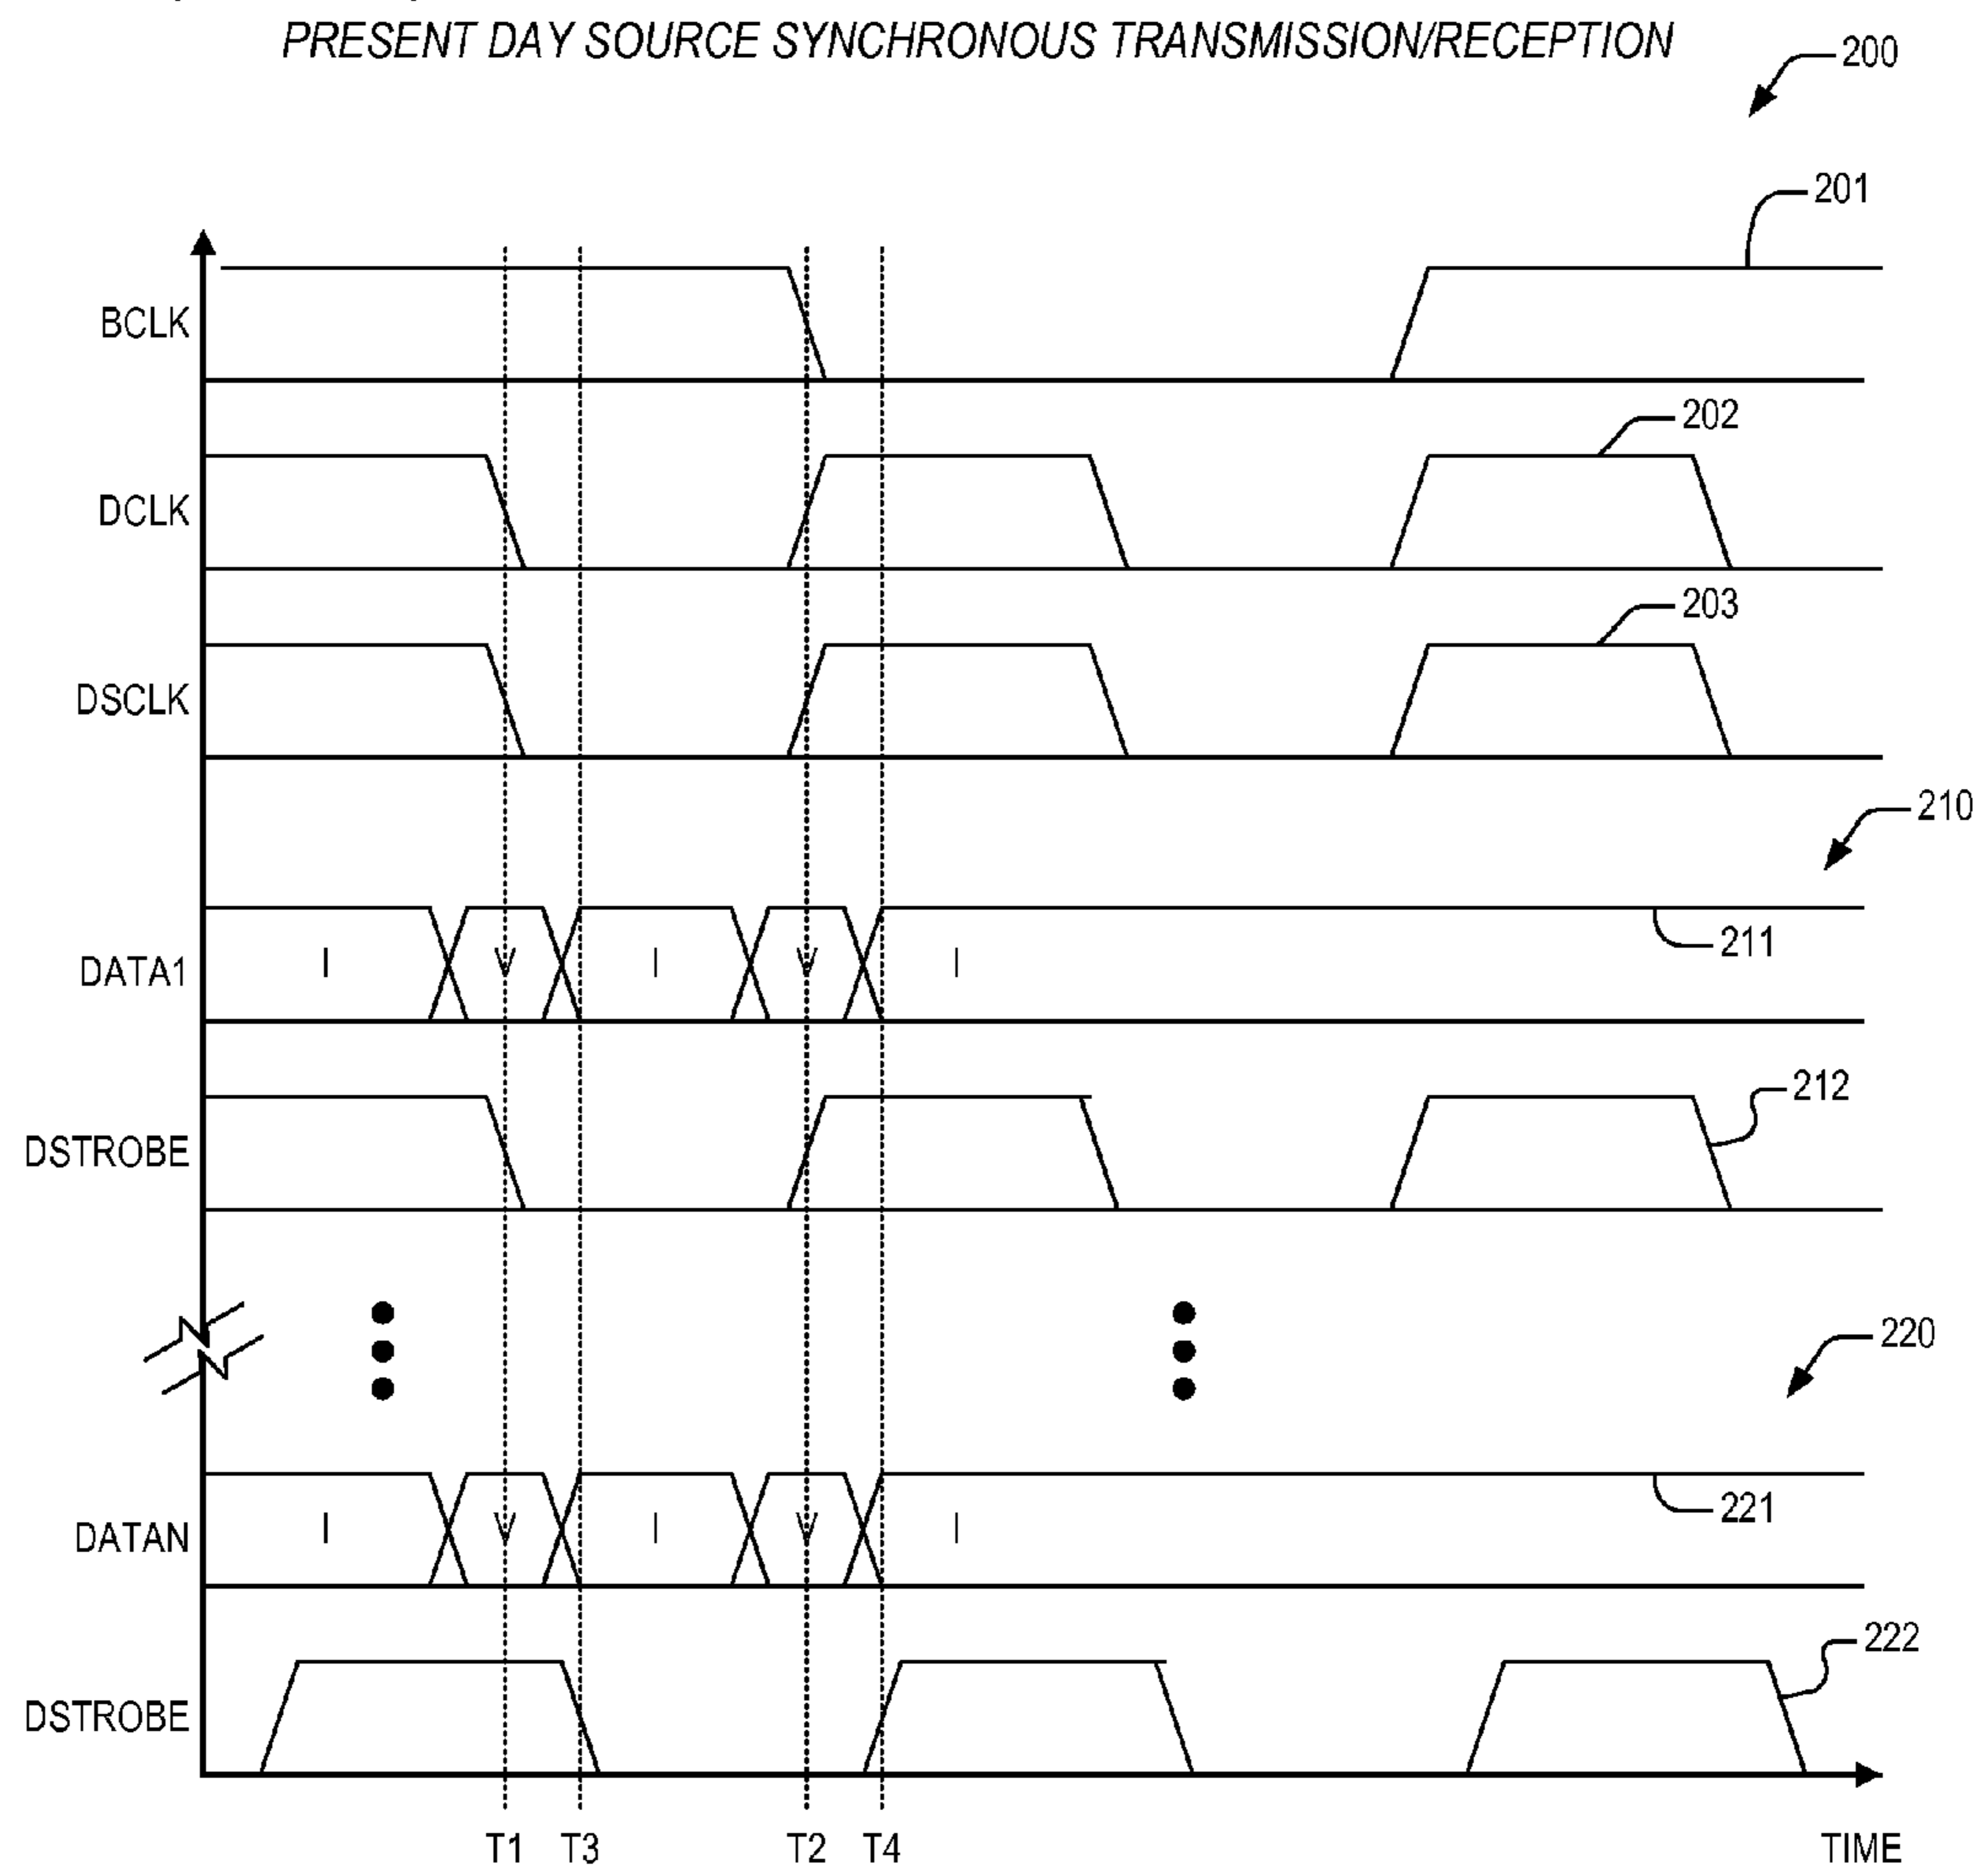 PRESENT DAY SOURCE SYNCHRONOUS TRANSMISSION/RECEPTION
200
201
BCLK
202
DCLK
203
DSCLK
210
DATA1 I V I V I 211
212
DSTROBE
220
DATAN I V I V I 221
222
DSTROBE
T1 T3 T2 T4 TIME